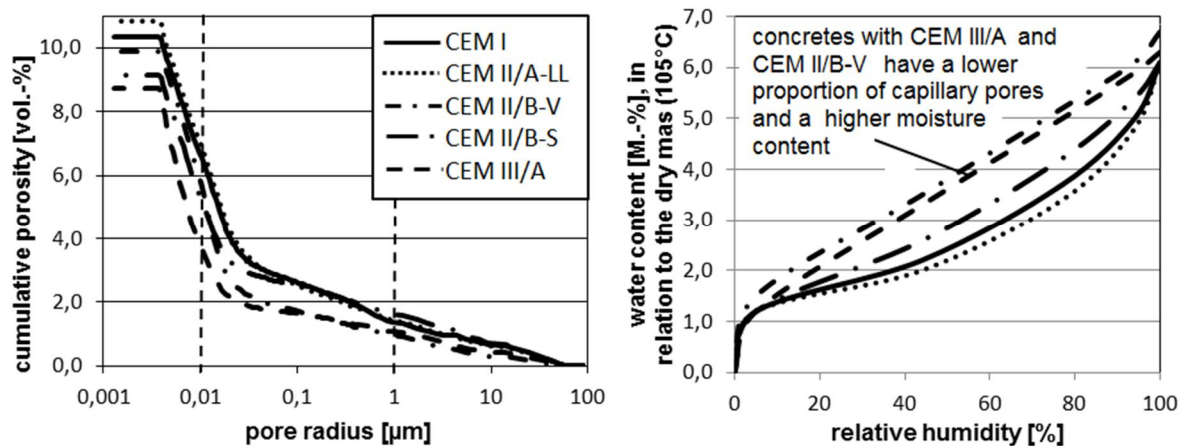 cumulative porosity [vol.-%]
10,0
8,0
6,0
4,0
2,0
0,0
CEM I
CEM II/A-LL
CEM II/B-V
CEM II/B-S
CEM III/A
0,001
0,01
0,1
1
10
100
pore radius [µm]
water content [M.-%], in
relation to the dry mas (105°C)
7,0
6,0
5,0
4,0
3,0
2,0
1,0
0,0
concretes with CEM III/A and
CEM II/B-V have a lower
proportion of capillary pores
and a higher moisture
content
0
20
40
60
80
100
relative humidity [%]